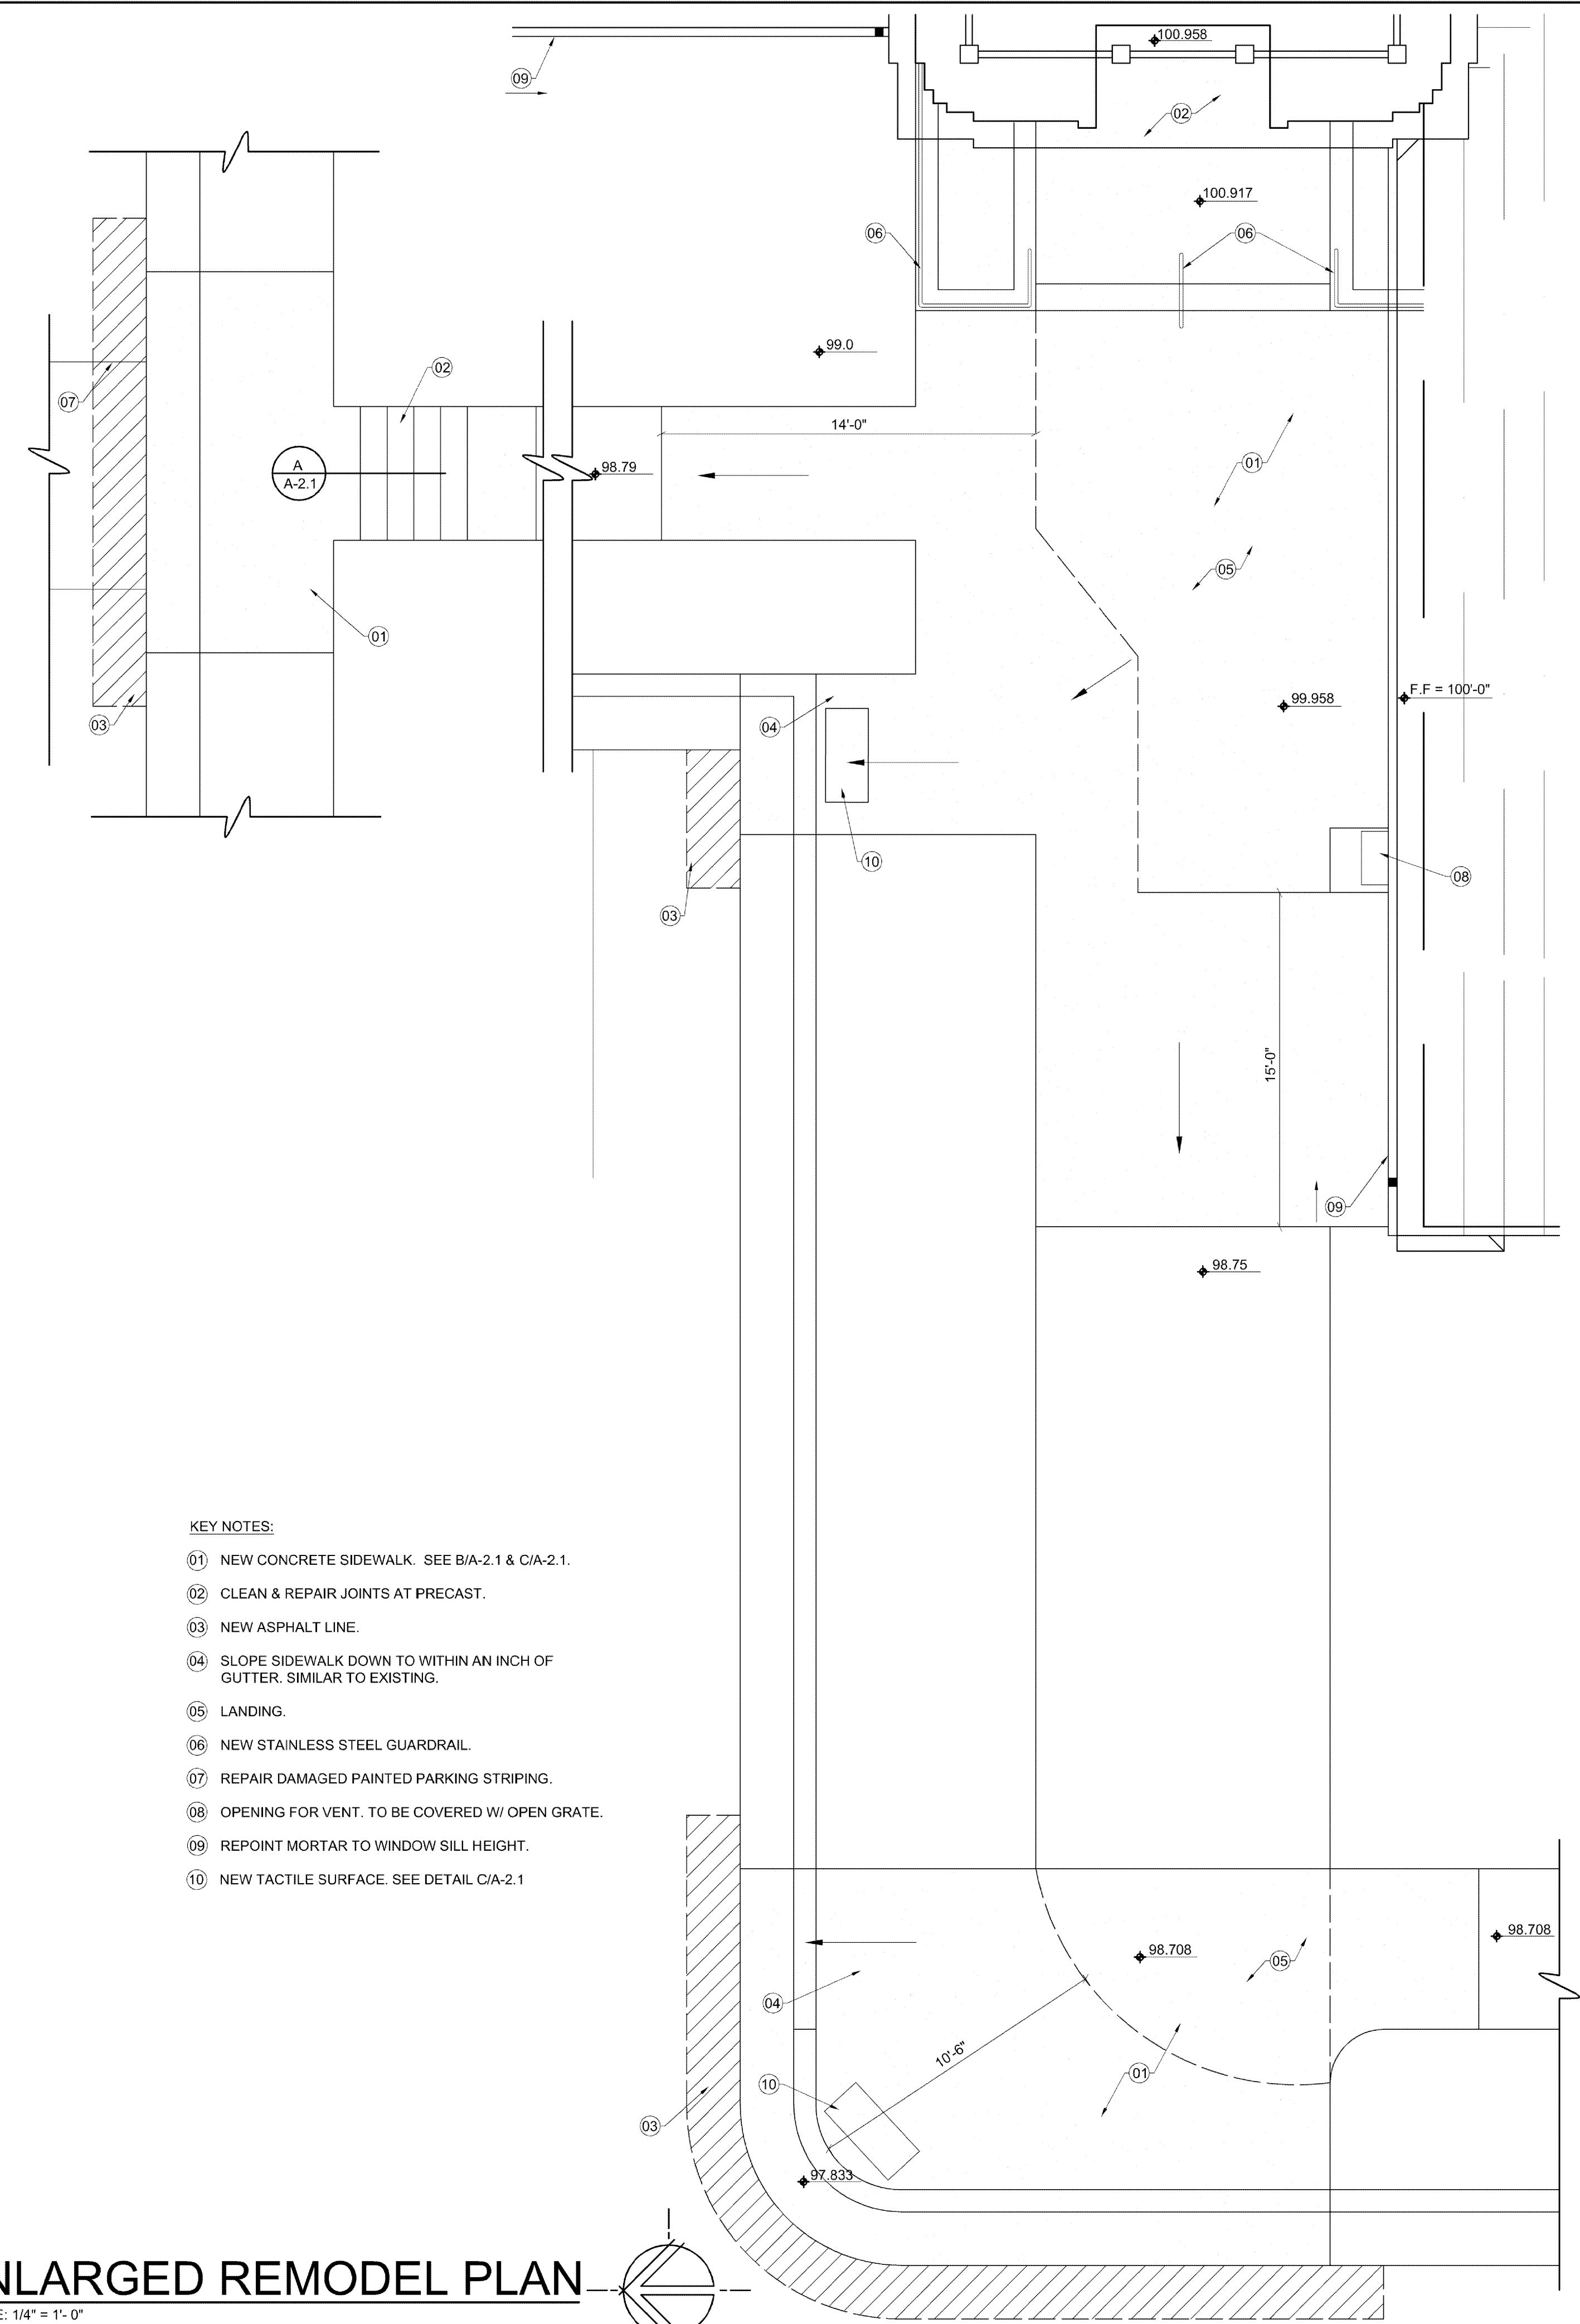 100.958
09
02
100.917
06
06
99.0
02
07
14'-0"
01
A
A-2.1
98.79
05
01
03
04
99.958
F.F = 100'-0"
10
08
03
15'-0"
09
98.75
KEY NOTES:
01 NEW CONCRETE SIDEWALK. SEE B/A-2.1 & C/A-2.1.
02 CLEAN & REPAIR JOINTS AT PRECAST.
03 NEW ASPHALT LINE.
04 SLOPE SIDEWALK DOWN TO WITHIN AN INCH OF
GUTTER. SIMILAR TO EXISTING.
05 LANDING.
06 NEW STAINLESS STEEL GUARDRAIL.
07 REPAIR DAMAGED PAINTED PARKING STRIPING.
08 OPENING FOR VENT. TO BE COVERED W/ OPEN GRATE.
09 REPOINT MORTAR TO WINDOW SILL HEIGHT.
10 NEW TACTILE SURFACE. SEE DETAIL C/A-2.1
98.708
98.708
05
04
10'-6"
01
10
03
97.833
NLARGED REMODEL PLAN
E: 1/4" = 1'- 0"